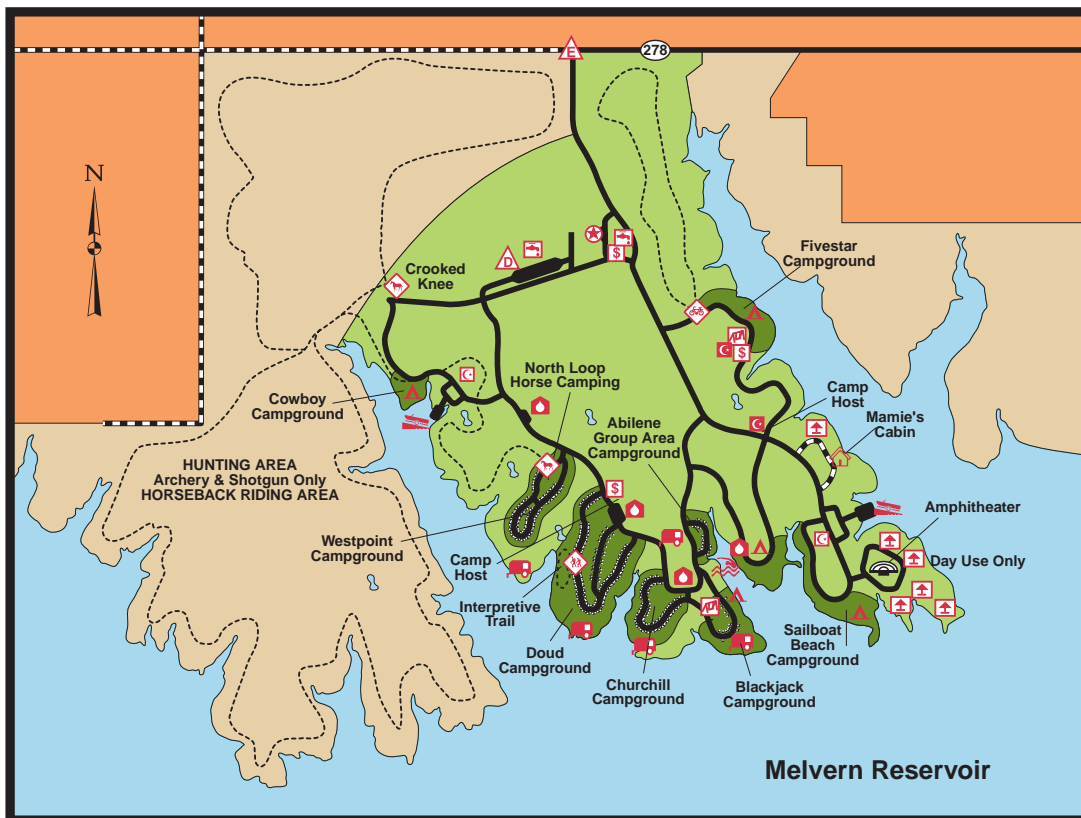 E
278
N
D
$
Crooked
Knee
Fivestar
Campground
$
North Loop
Horse Camping
Camp
Host
Mamie's
Cabin
Cowboy
Campground
Abilene
Group Area
Campground
HUNTING AREA
Archery & Shotgun Only
HORSEBACK RIDING AREA
$
Amphitheater
Westpoint
Campground
Camp
Host
Day Use Only
Interpretive
Trail
Doud
Campground
Sailboat
Beach
Campground
Churchill
Campground
Blackjack
Campground
Melvern Reservoir